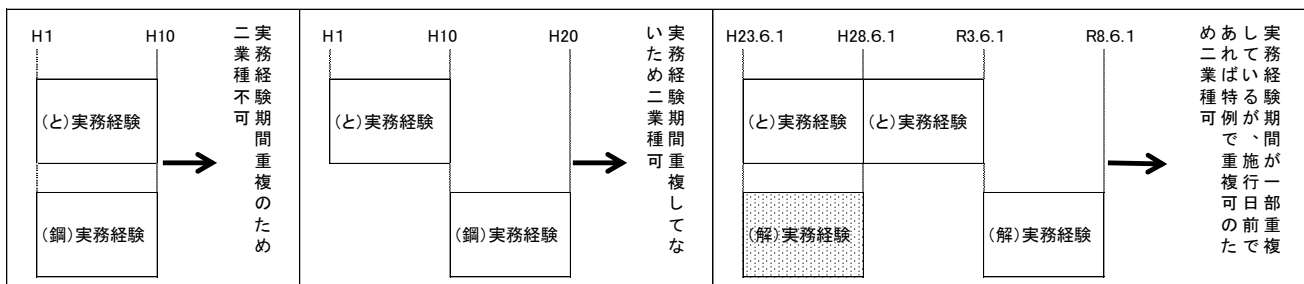 H1 H10
(と)実務経験
(鋼)実務経験
実務経験期間重複のため
二業種不可
H1 H10 H20
(と)実務経験
(鋼)実務経験
実務経験期間重複してな
いため二業種可
H23.6.1 H28.6.1 R3.6.1 R8.6.1
(と)実務経験 (と)実務経験
(解)実務経験 (解)実務経験
実務経験期間が一部重複
しているが、施行日前で
あれば特例で重複可のた
め二業種可